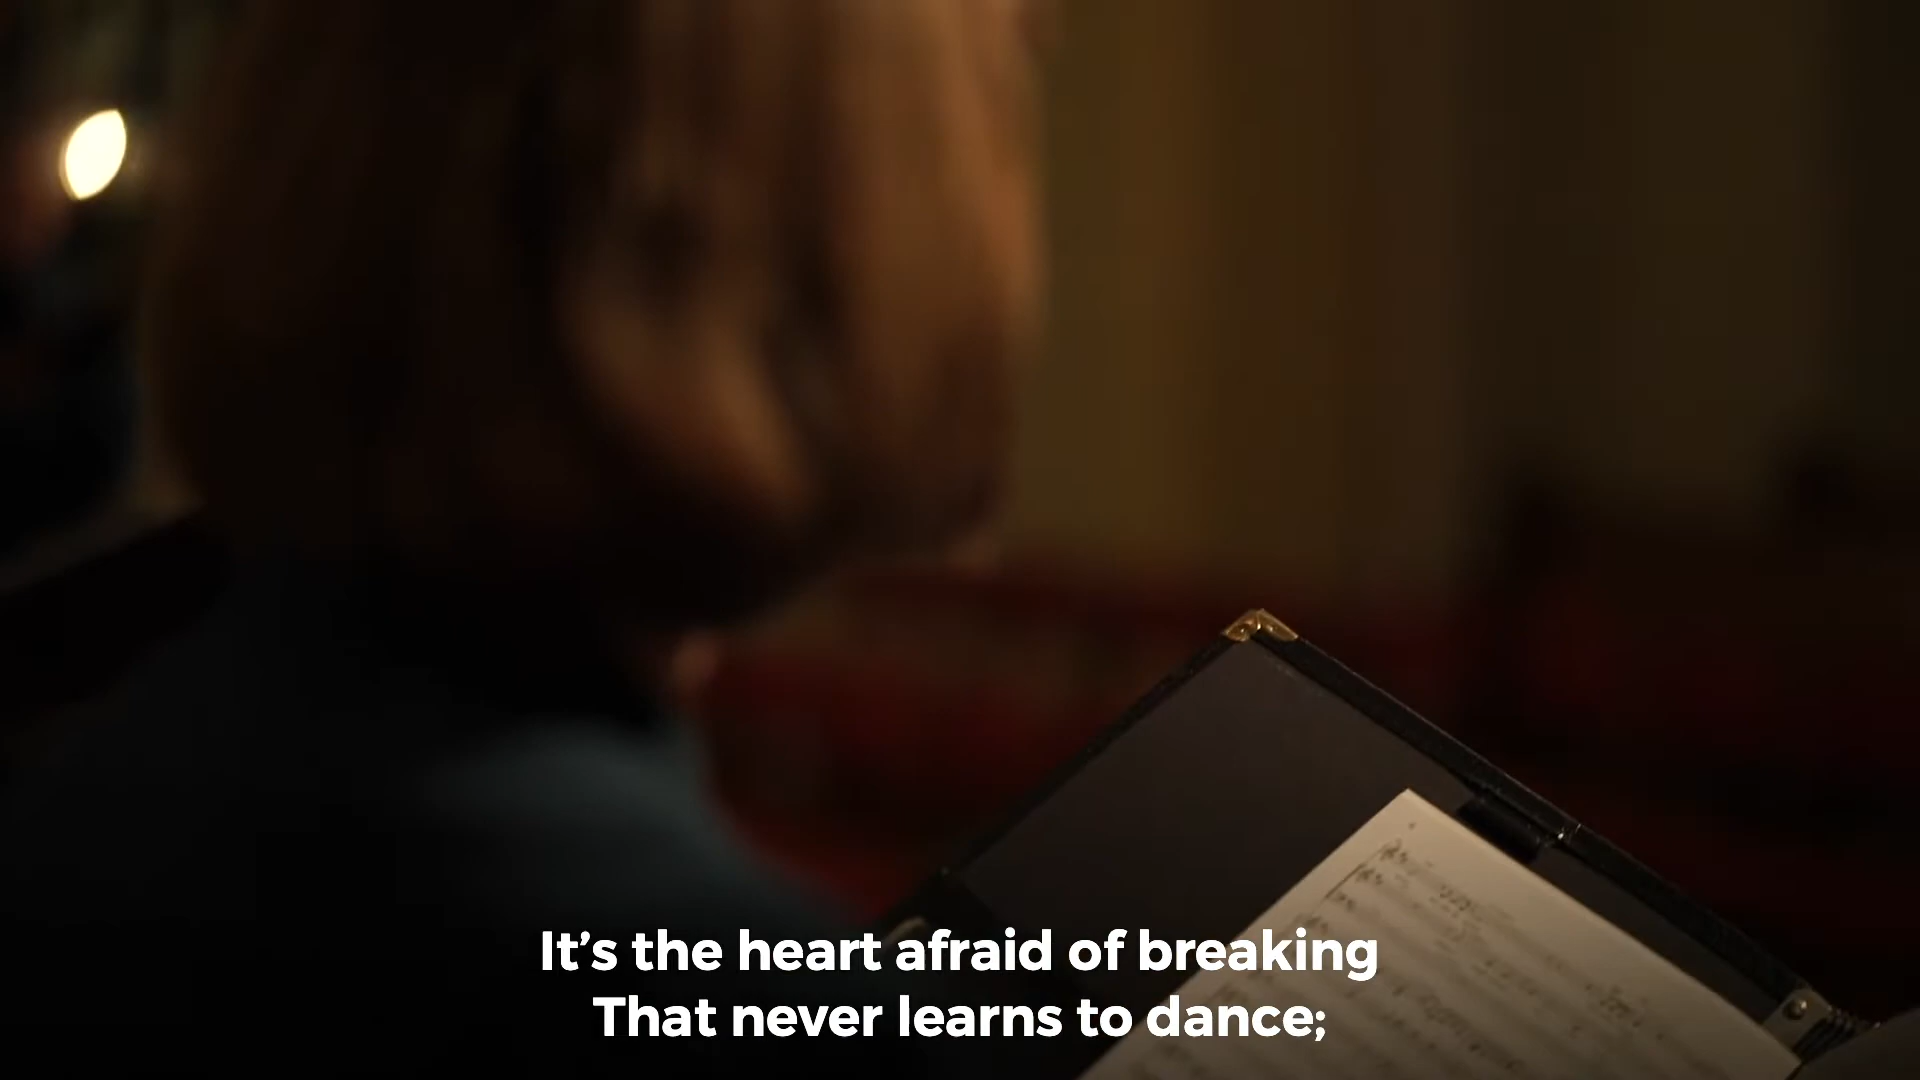 It’s the heart afraid of breaking
That never learns to dance;